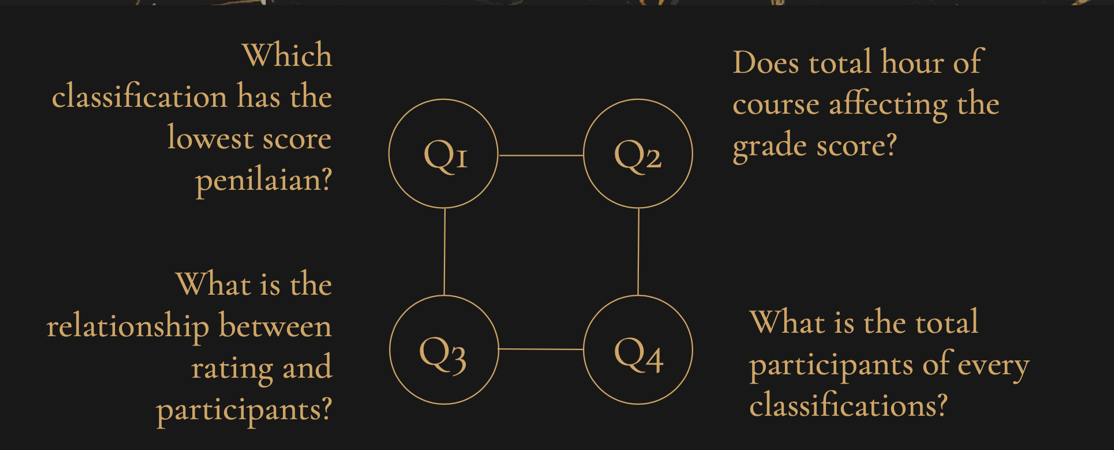 Which
classification has the
lowest score
penilaian?
Q1
Q2
Does total hour of
course affecting the
grade score?
What is the
relationship between
rating and
participants?
Q3
Q4
What is the total
participants of every
classifications?